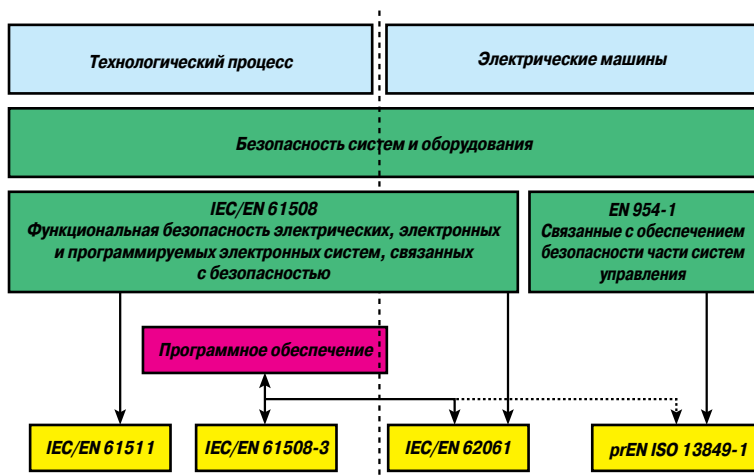 Технологический процесс
Электрические машины
Безопасность систем и оборудования
IEC/EN 61508
Функциональная безопасность электрических, электронных
и программируемых электронных систем, связанных
с безопасностью
EN 954-1
Связанные с обеспечением
безопасности части систем
управления
Программное обеспечение
IEC/EN 61511
IEC/EN 61508-3
IEC/EN 62061
prEN ISO 13849-1